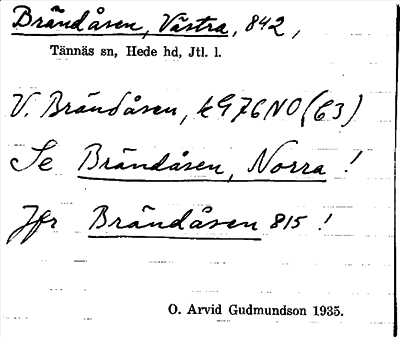 Brändåsen, Västra, 842,
Tännäs sn, Hede hd, Jtl. l.
V. Brändåsen, kG76NO(63)
Se Brändåsen, Norra!
Jfr Brändåsen 815!
O. Arvid Gudmundson 1935.